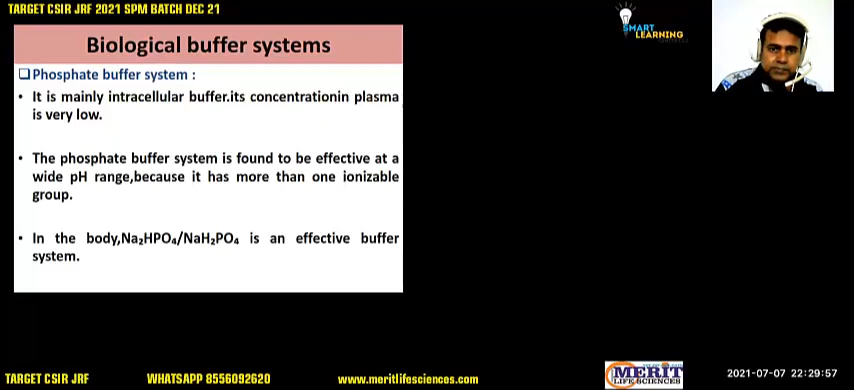 TARGET CSIR JRF 2021 SPM BATCH DEC 21
SMART
LEARNING
Biological buffer systems
❑Phosphate buffer system :
• It is mainly intracellular buffer.its concentrationin plasma
is very low.
• The phosphate buffer system is found to be effective at a
wide pH range,because it has more than one ionizable
group.
• In the body,Na₂HPO₄/NaH₂PO₄ is an effective buffer
system.
TARGET CSIR JRF
WHATSAPP 8556092620
www.meritlifesciences.com
MERIT
LIFE SCIENCES
2021-07-07 22:29:57